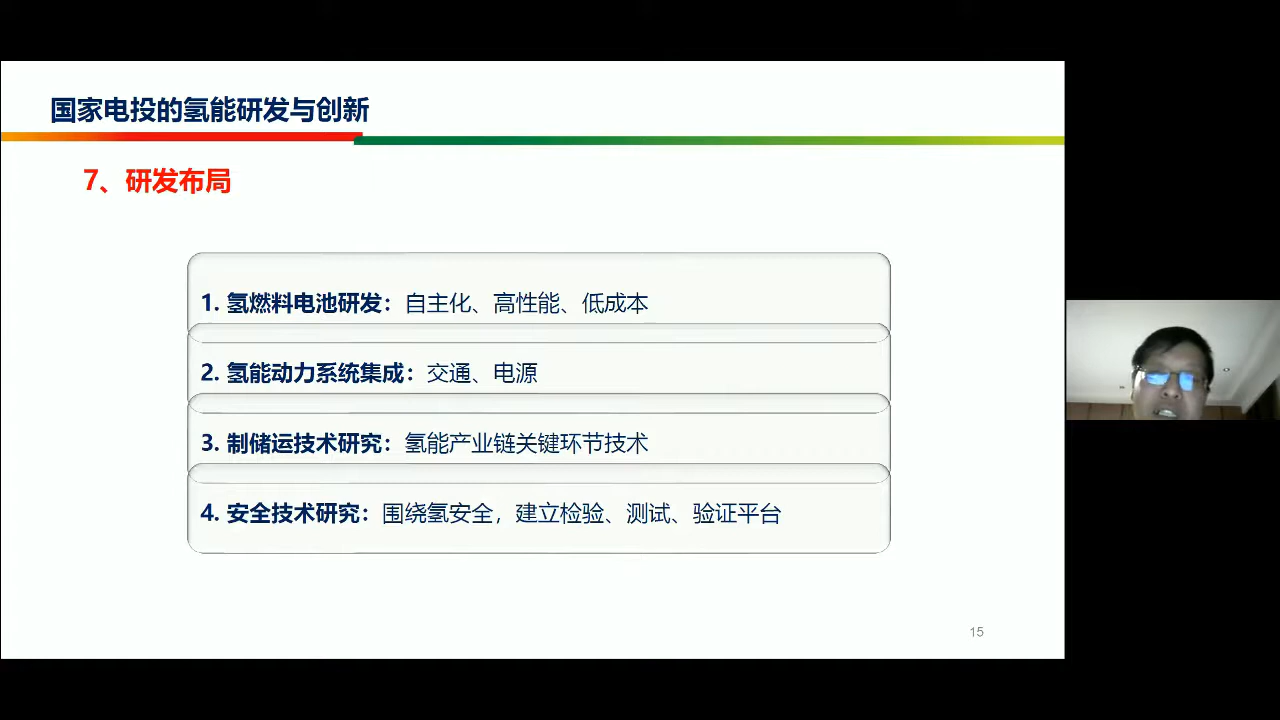 国家电投的氢能研发与创新
7、研发布局
1. 氢燃料电池研发：自主化、高性能、低成本
2. 氢能动力系统集成：交通、电源
3. 制储运技术研究：氢能产业链关键环节技术
4. 安全技术研究：围绕氢安全，建立检验、测试、验证平台
15